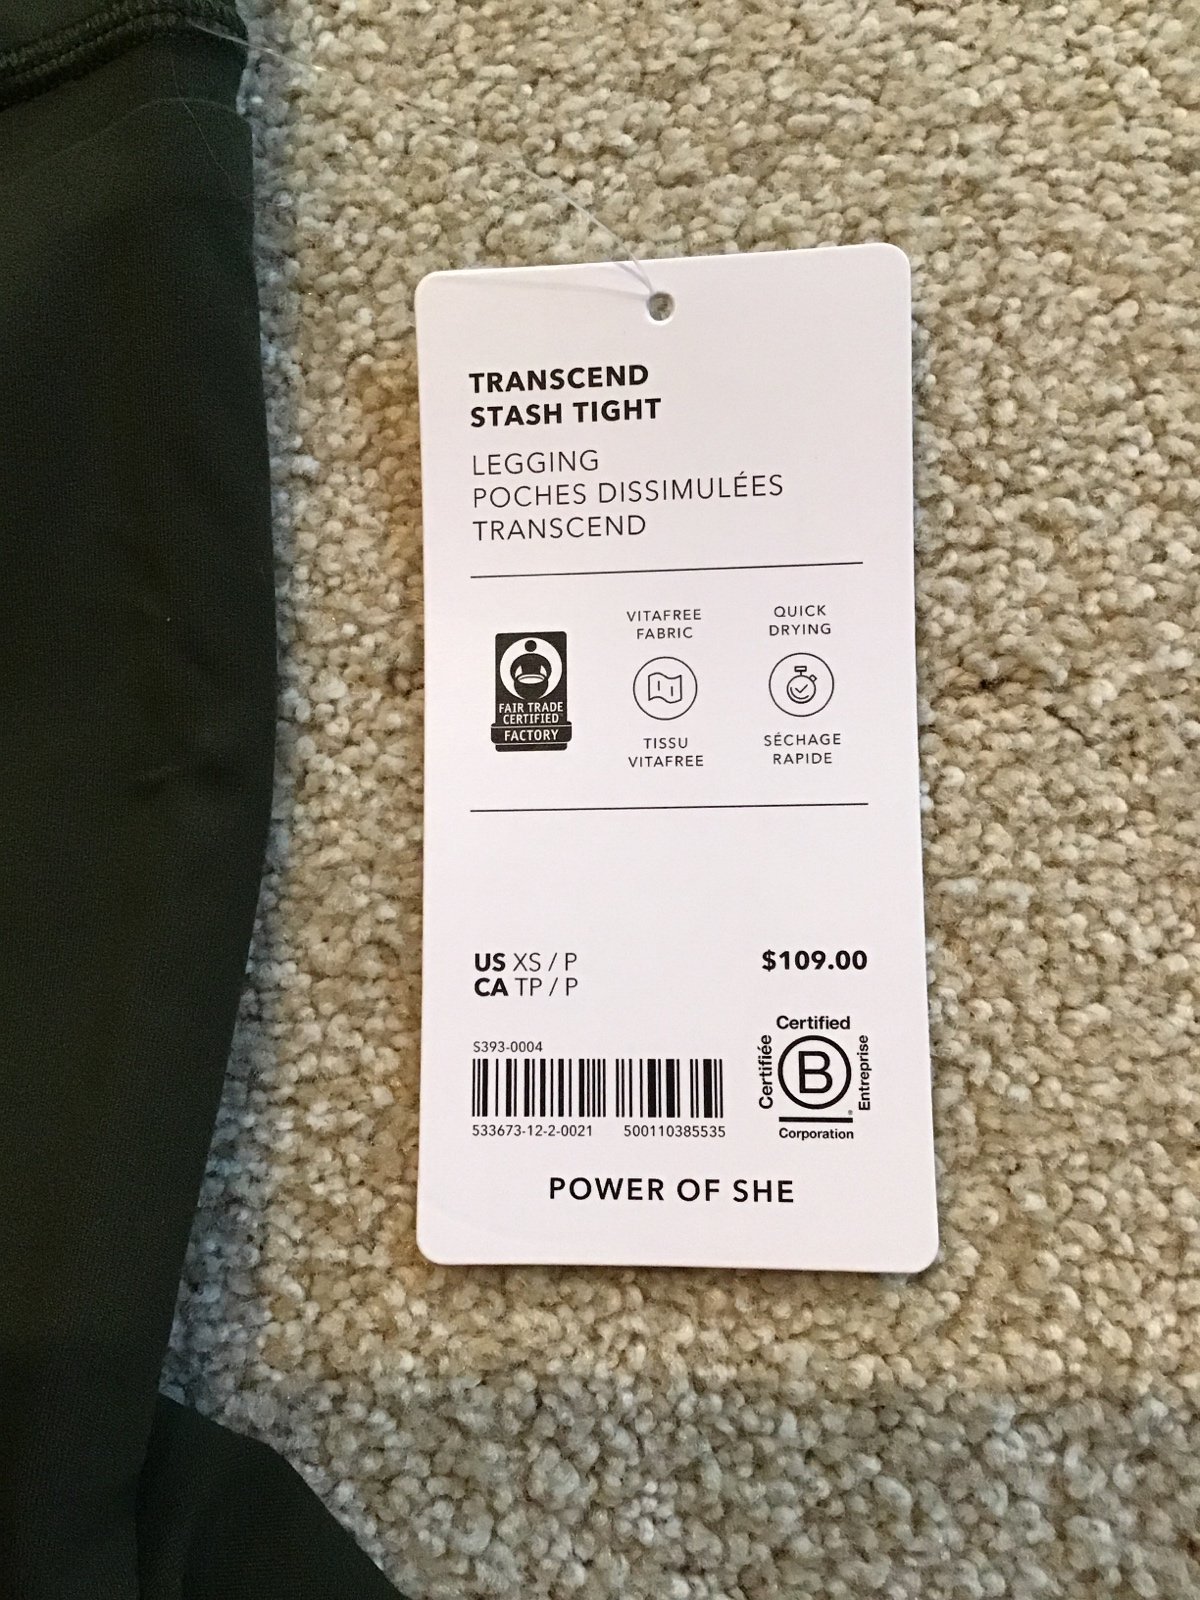 TRANSCEND
STASH TIGHT
LEGGING
POCHES DISSIMULÉES
TRANSCEND
FAIR TRADE
CERTIFIED
FACTORY
VITAFREE
FABRIC
TISSU
VITAFREE
QUICK
DRYING
SÉCHAGE
RAPIDE
US XS / P
CA TP / P
$109.00
S393-0004
533673-12-2-0021 500110385535
Certified
Certifiée
B
Entreprise
Corporation
POWER OF SHE